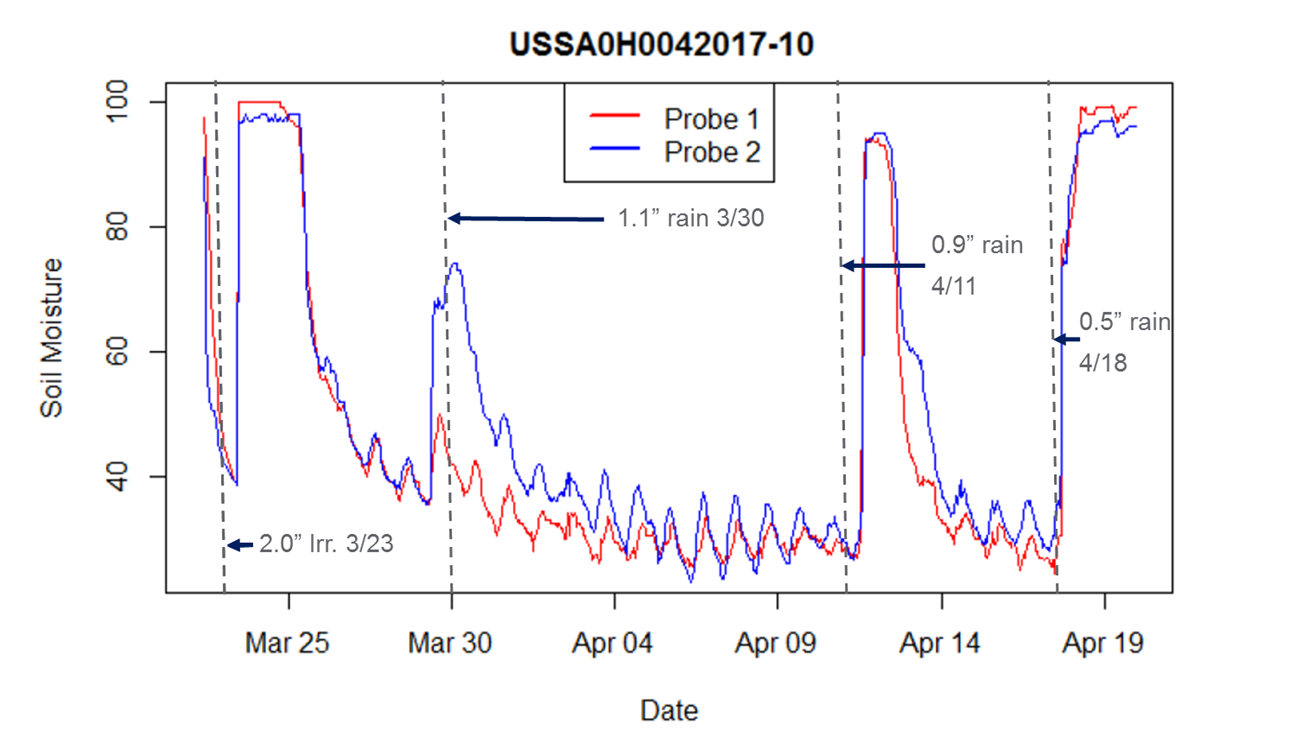 USSA0H0042017-10
100
80
60
40
Soil Moisture
Probe 1
Probe 2
1.1” rain 3/30
0.9” rain
4/11
0.5” rain
4/18
2.0” Irr. 3/23
Mar 25
Mar 30
Apr 04
Apr 09
Apr 14
Apr 19
Date